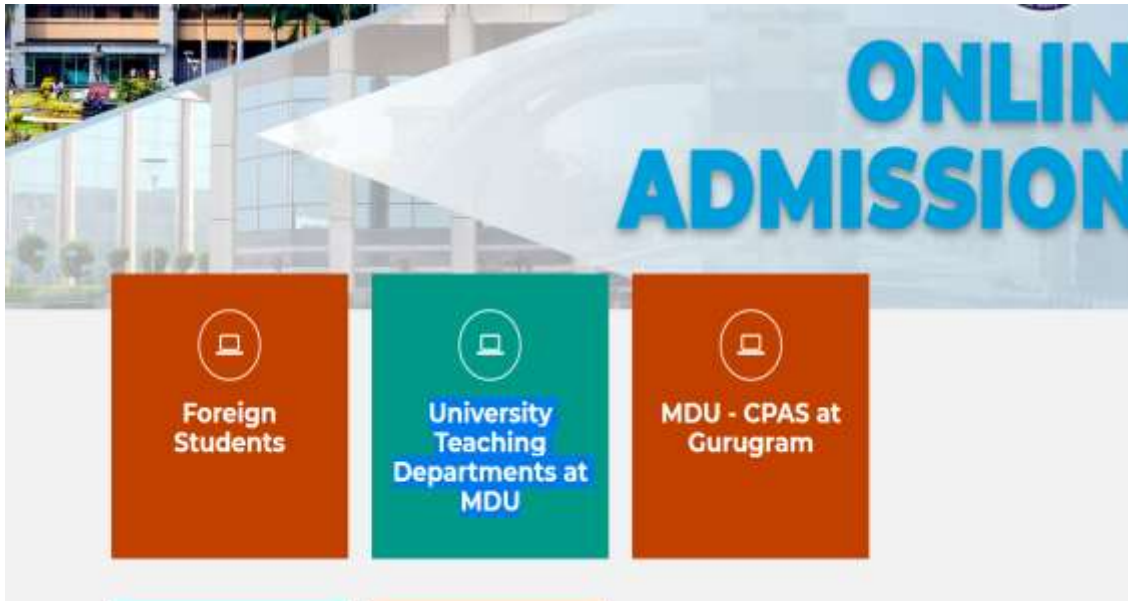 ONLIN
ADMISSION
Foreign
Students
University
Teaching
Departments at
MDU
MDU - CPAS at
Gurugram